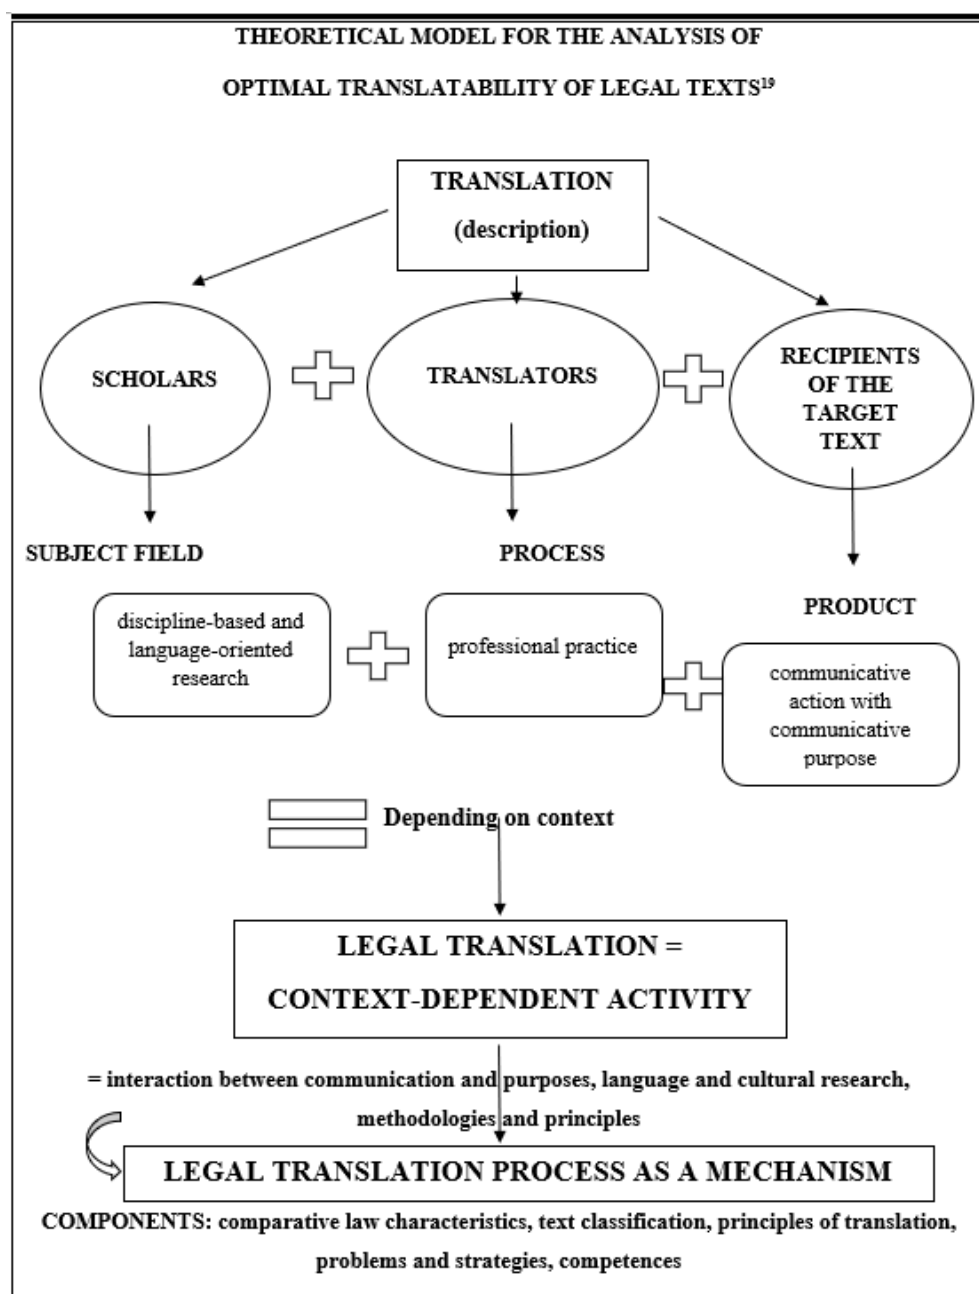 THEORETICAL MODEL FOR THE ANALYSIS OF
OPTIMAL TRANSLATABILITY OF LEGAL TEXTS¹⁹
TRANSLATION
(description)
SCHOLARS
TRANSLATORS
RECIPIENTS
OF THE
TARGET
TEXT
SUBJECT FIELD
PROCESS
PRODUCT
discipline-based and
language-oriented
research
professional practice
communicative
action with
communicative
purpose
Depending on context
LEGAL TRANSLATION =
CONTEXT-DEPENDENT ACTIVITY
= interaction between communication and purposes, language and cultural research,
methodologies and principles
LEGAL TRANSLATION PROCESS AS A MECHANISM
COMPONENTS: comparative law characteristics, text classification, principles of translation,
problems and strategies, competences